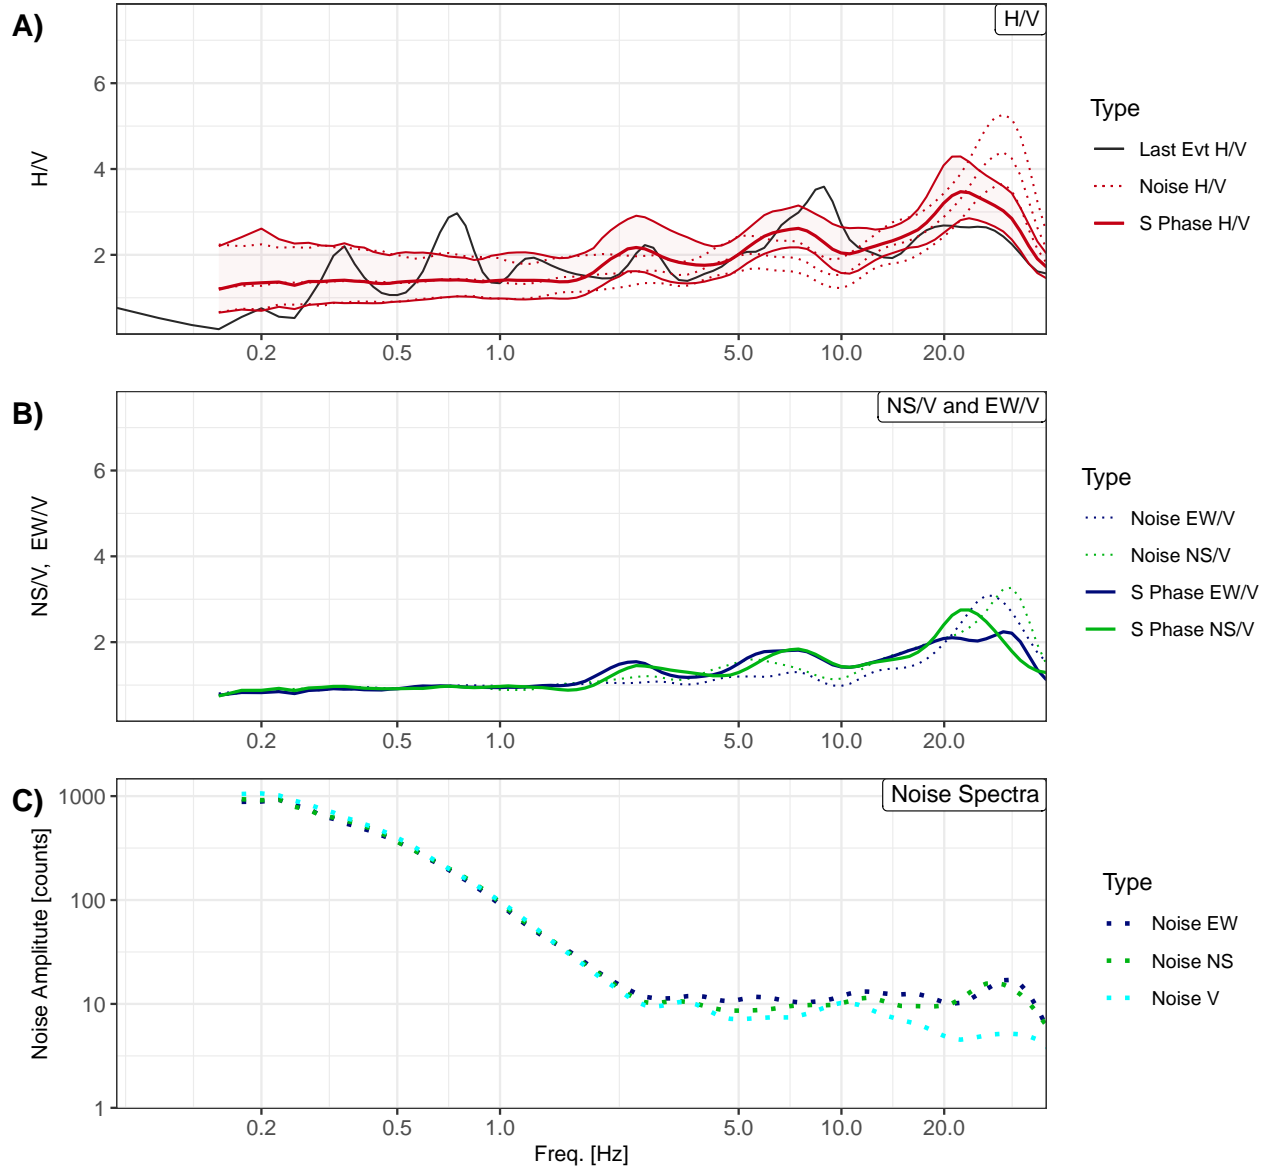 A)
H/V
6
4
2
H/V
0.2 0.5 1.0 5.0 10.0 20.0
Type
Last Evt H/V
Noise H/V
S Phase H/V
B)
NS/V and EW/V
6
4
2
NS/V, EW/V
0.2 0.5 1.0 5.0 10.0 20.0
Type
Noise EW/V
Noise NS/V
S Phase EW/V
S Phase NS/V
C)
Noise Spectra
1000
100
10
1
Noise Amplitute [counts]
0.2 0.5 1.0 5.0 10.0 20.0
Freq. [Hz]
Type
Noise EW
Noise NS
Noise V